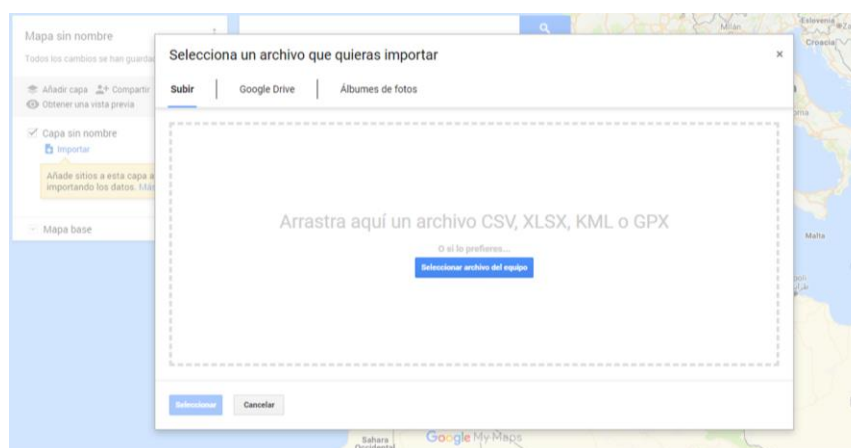 Mapa sin nombre
Todos los cambios se han guardad
Añadir capa Compartir
Obtener una vista previa
Capa sin nombre
Importar
Añade sitios a esta capa a
importando los datos. Más
Mapa base
Selecciona un archivo que quieras importar
×
Subir Google Drive Álbumes de fotos
Arrastra aquí un archivo CSV, XLSX, KML o GPX
O si lo prefieres...
Seleccionar archivo del equipo
Seleccionar Cancelar
Milán
Eslovenia
Croacia
Malta
Sahara
Occidental
Google My Maps